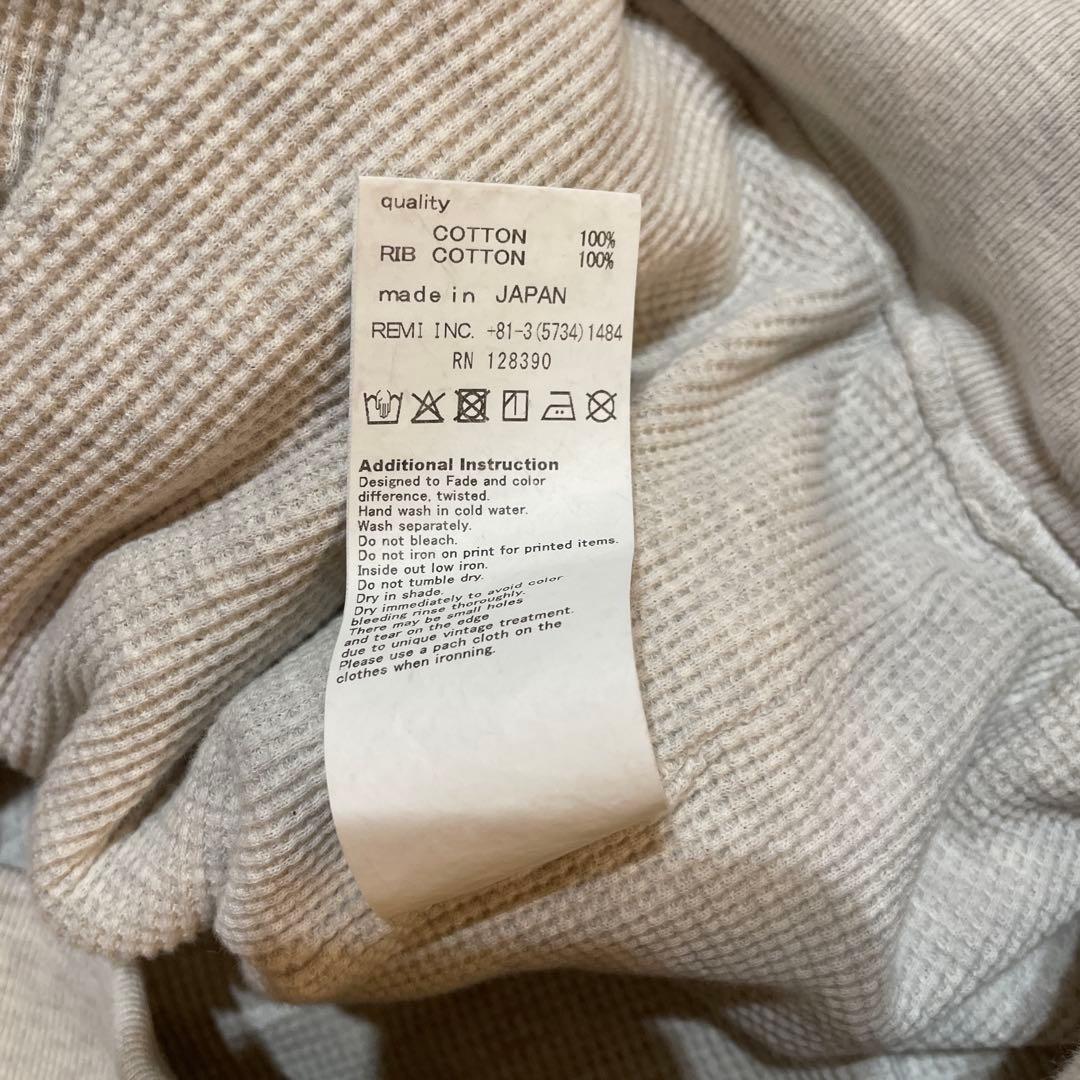 quality
COTTON 100%
RIB COTTON 100%
made in JAPAN
REMI INC. +81-3(5734)1484
RN 128390
Additional Instruction
Designed to Fade and color
difference, twisted.
Hand wash in cold water.
Wash separately.
Do not bleach.
Do not iron on print for printed items.
Inside out low iron.
Do not tumble dry.
Dry in shade.
Dry immediately to avoid color
bleeding rinse thoroughly.
There may be small holes
and tear on the edge
due to unique vintage treatment.
Please use a pach cloth on the
clothes when ironning.